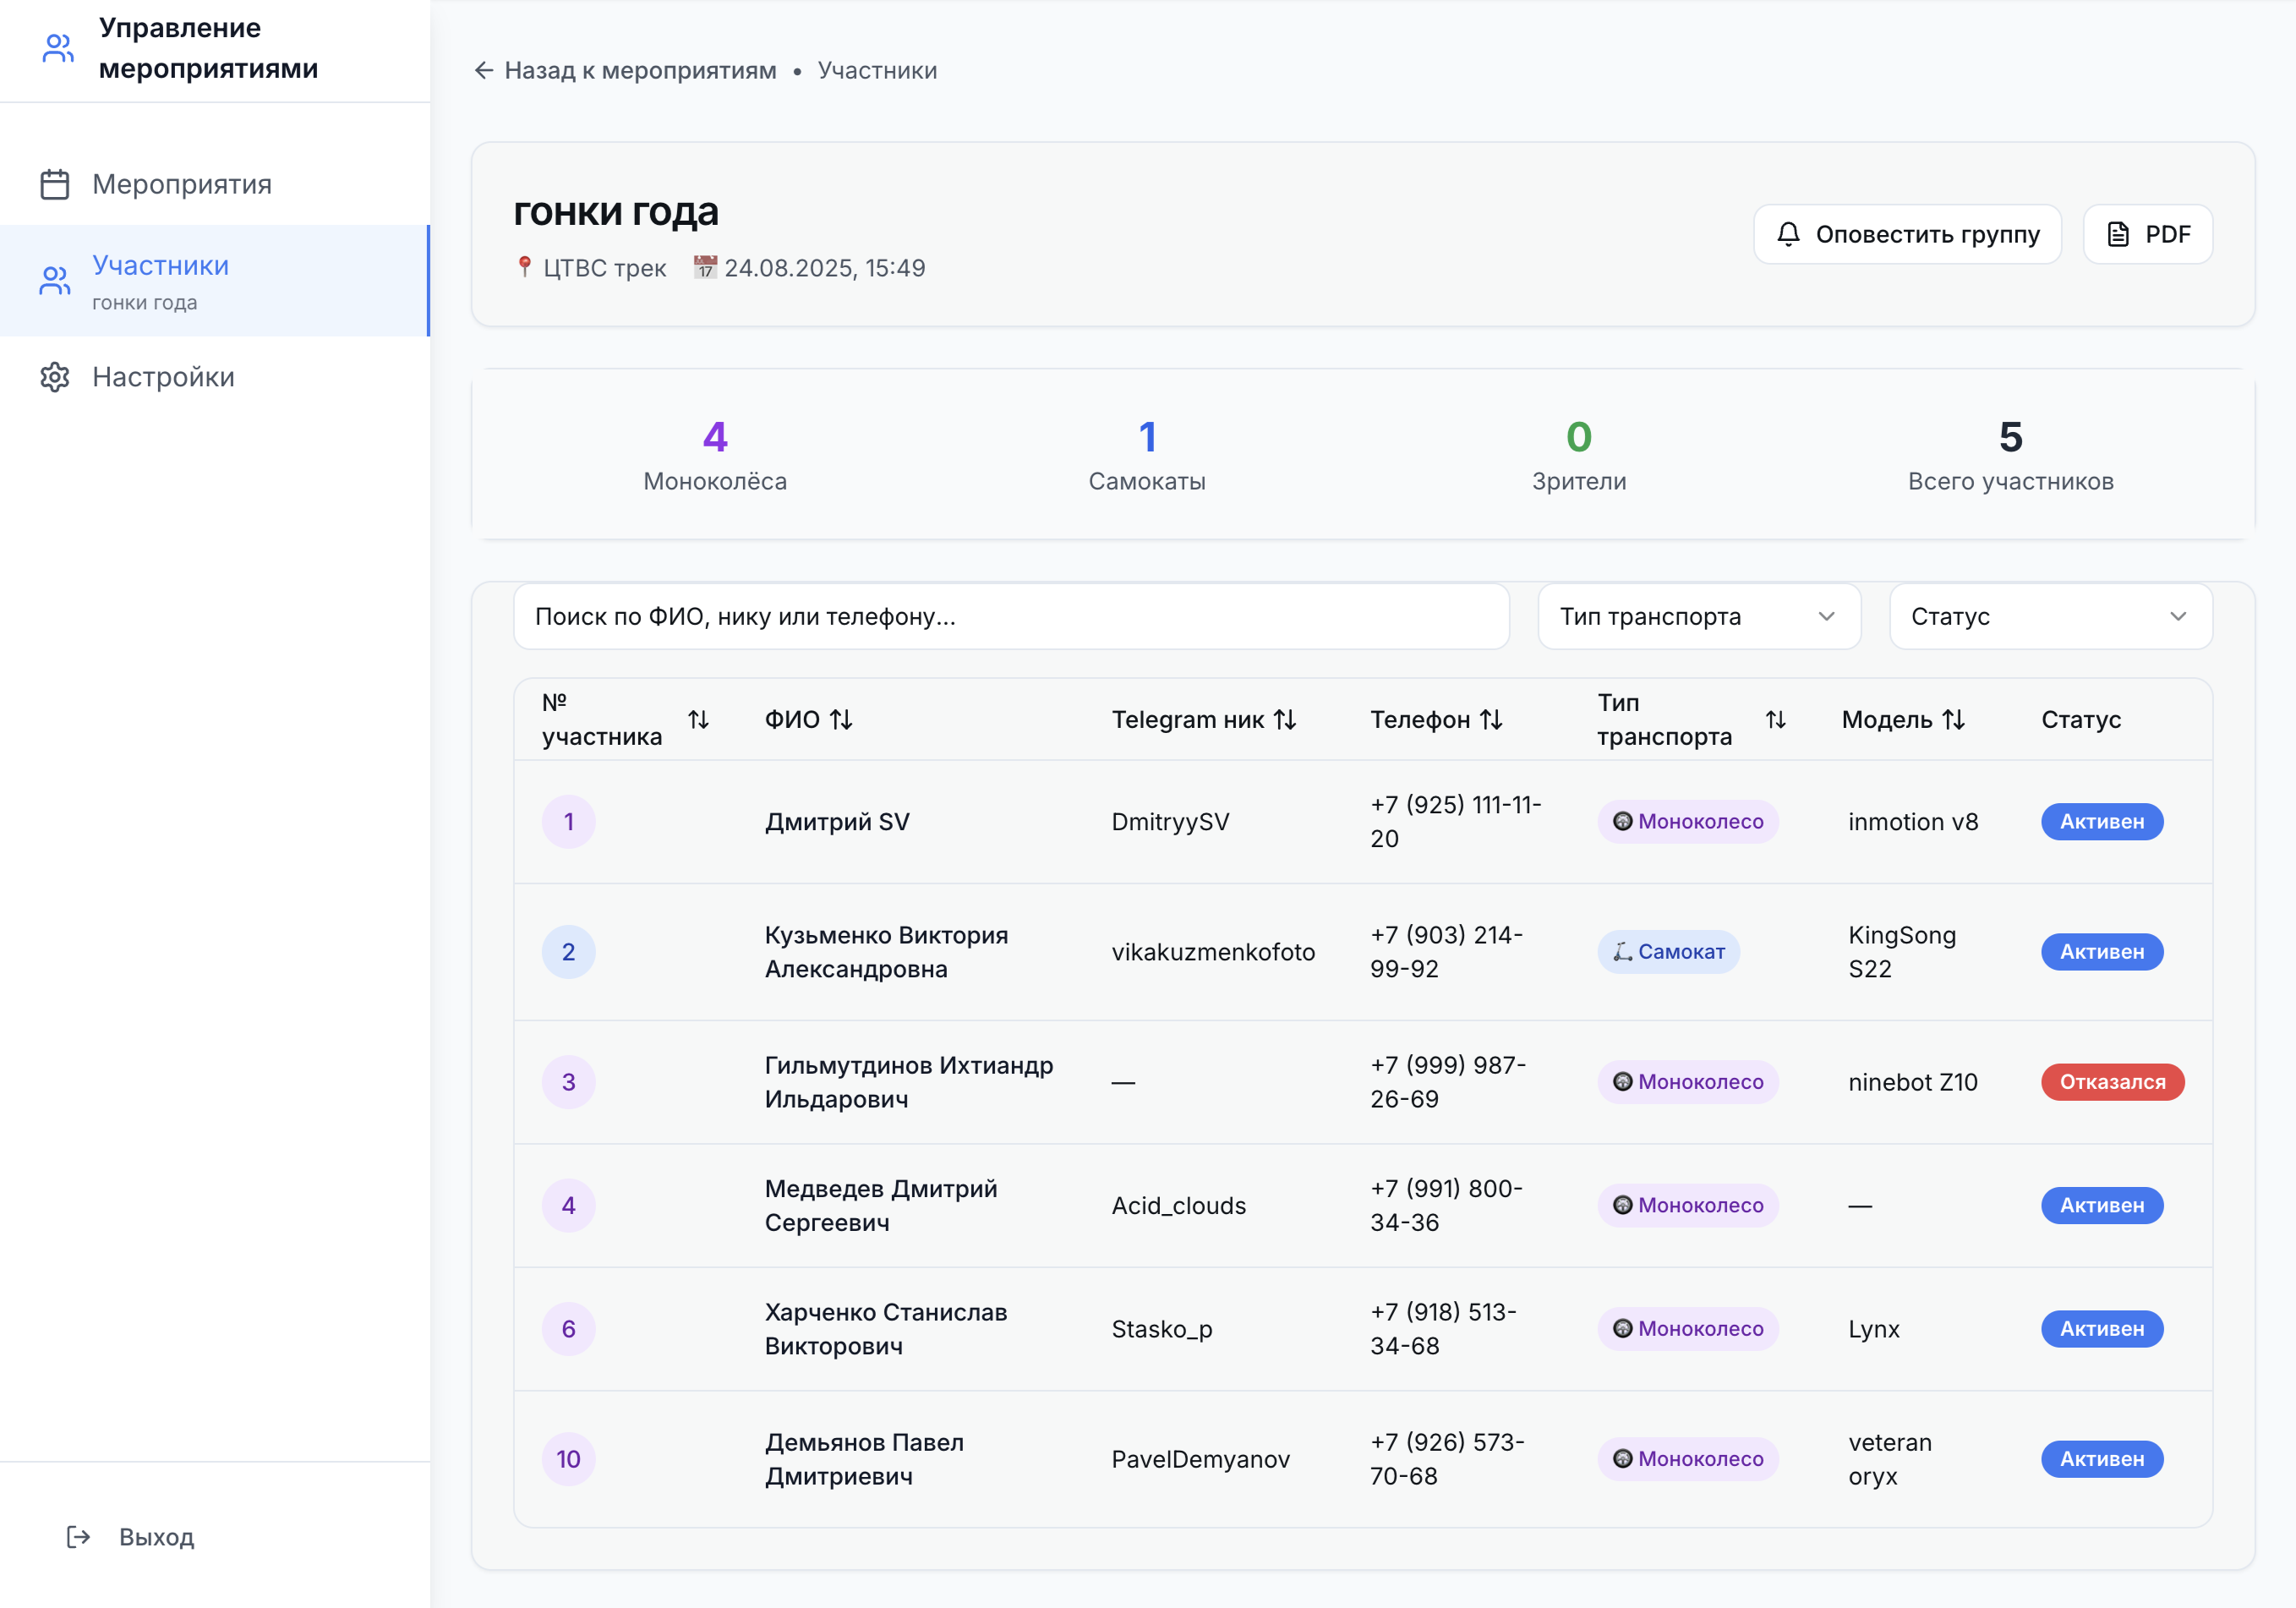 Управление
мероприятиями
Мероприятия
Участники
гонки года
Настройки
Выход
Назад к мероприятиям • Участники
гонки года
ЦТВС трек 17 24.08.2025, 15:49
Оповестить группу
PDF
4
Моноколёса
1
Самокаты
0
Зрители
5
Всего участников
Поиск по ФИО, нику или телефону...
Тип транспорта
Статус
№
участника
ФИО
Telegram ник
Телефон
Тип
транспорта
Модель
Статус
1
Дмитрий SV
DmitryySV
+7 (925) 111-11-
20
Моноколесо
inmotion v8
Активен
2
Кузьменко Виктория
Александровна
vikakuzmenkofoto
+7 (903) 214-
99-92
Самокат
KingSong
S22
Активен
3
Гильмутдинов Ихтиандр
Ильдарович
—
+7 (999) 987-
26-69
Моноколесо
ninebot Z10
Отказался
4
Медведев Дмитрий
Сергеевич
Acid_clouds
+7 (991) 800-
34-36
Моноколесо
—
Активен
6
Харченко Станислав
Викторович
Stasko_p
+7 (918) 513-
34-68
Моноколесо
Lynx
Активен
10
Демьянов Павел
Дмитриевич
PavelDemyanov
+7 (926) 573-
70-68
Моноколесо
veteran
oryx
Активен